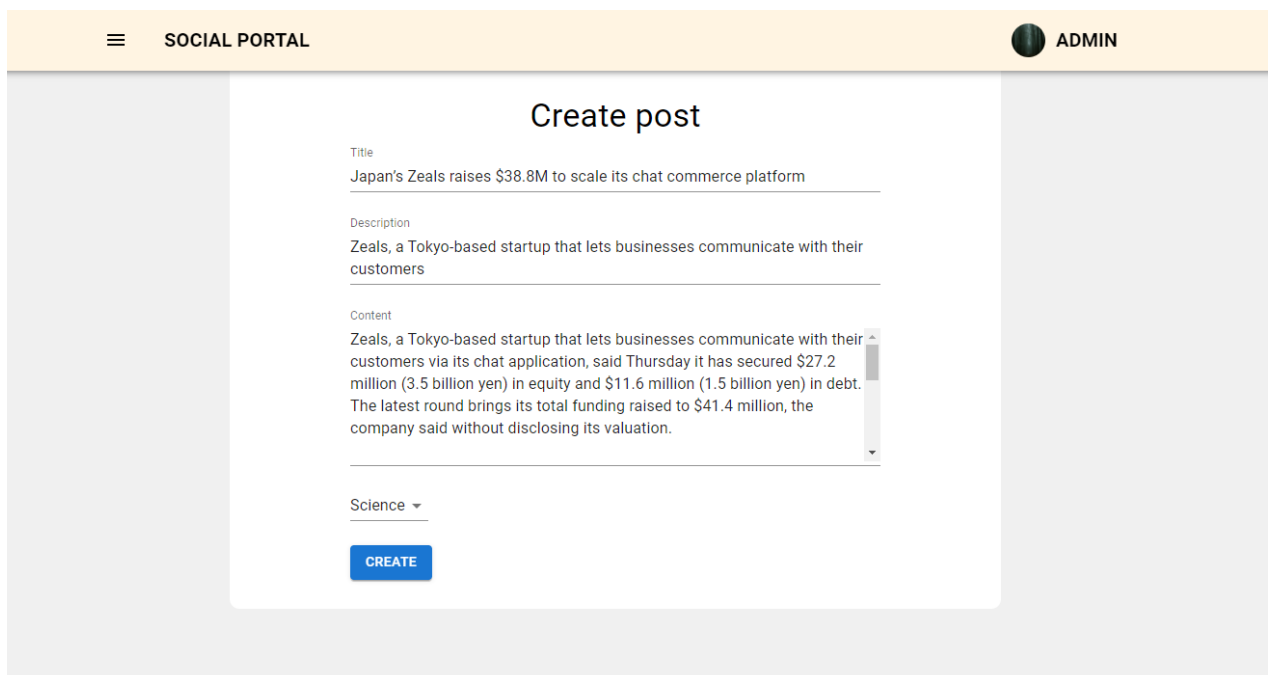 SOCIAL PORTAL
ADMIN
Create post
Title
Japan’s Zeals raises $38.8M to scale its chat commerce platform
Description
Zeals, a Tokyo-based startup that lets businesses communicate with their
customers
Content
Zeals, a Tokyo-based startup that lets businesses communicate with their
customers via its chat application, said Thursday it has secured $27.2
million (3.5 billion yen) in equity and $11.6 million (1.5 billion yen) in debt.
The latest round brings its total funding raised to $41.4 million, the
company said without disclosing its valuation.
Science
CREATE